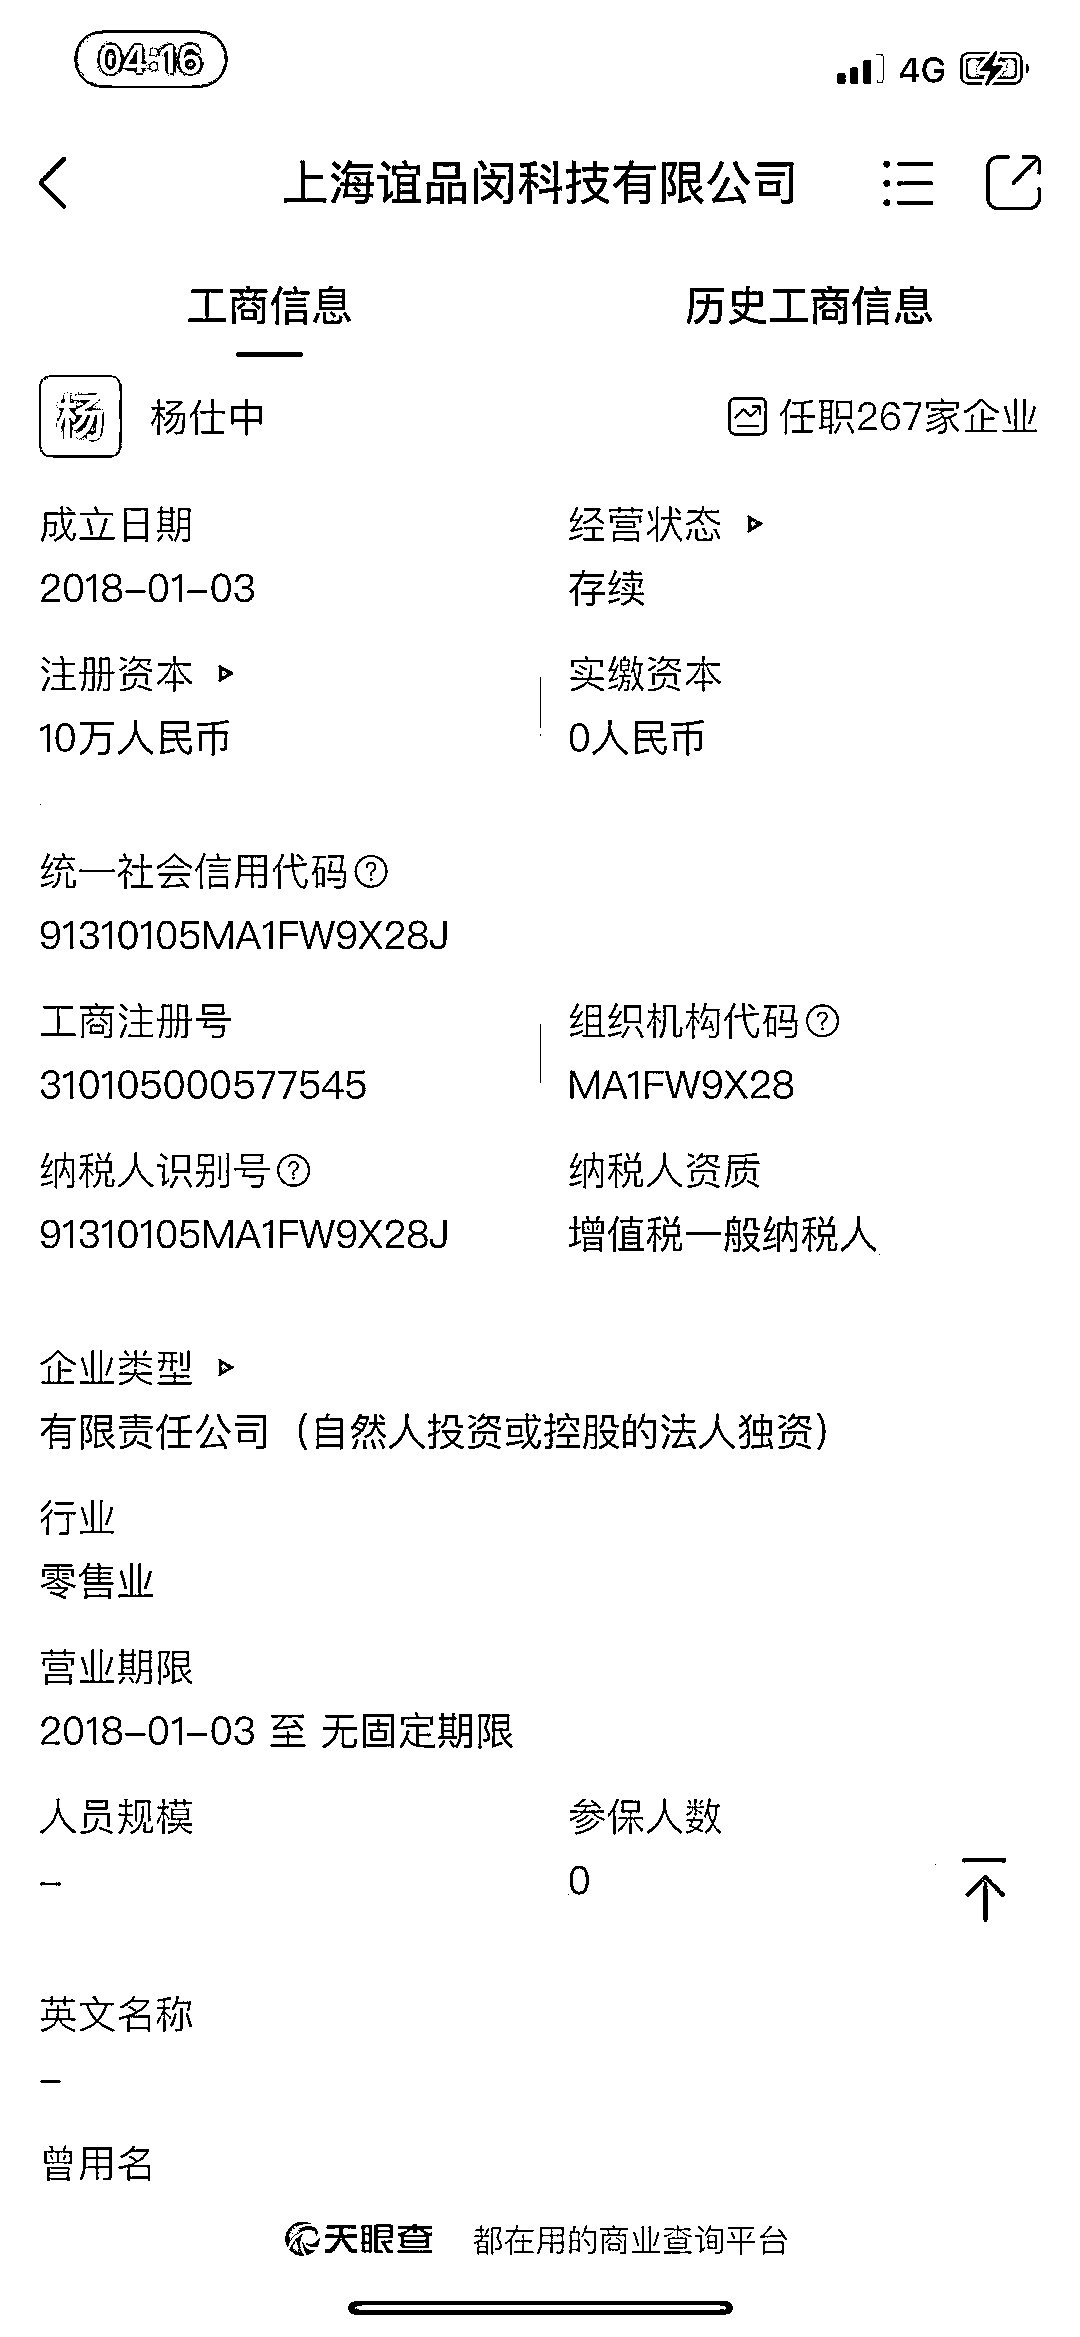 04:16
4G
上海谊品闵科技有限公司
工商信息 历史工商信息
杨 杨仕中 任职267家企业
成立日期 经营状态
2018-01-03 存续
注册资本 实缴资本
10万人民币 0人民币
统一社会信用代码?
91310105MA1FW9X28J
工商注册号 组织机构代码?
310105000577545 MA1FW9X28
纳税人识别号? 纳税人资质
91310105MA1FW9X28J 增值税一般纳税人
企业类型
有限责任公司（自然人投资或控股的法人独资）
行业
零售业
营业期限
2018-01-03 至 无固定期限
人员规模 参保人数
- 0
英文名称
-
曾用名
天眼查 都在用的商业查询平台